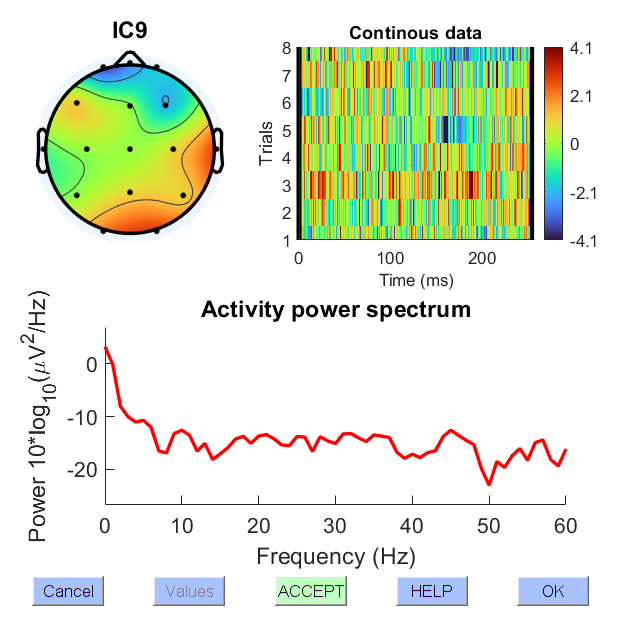 IC9
Continous data
Trials
8
7
6
5
4
3
2
1
0
100
200
Time (ms)
4.1
2.1
0
-2.1
-4.1
Activity power spectrum
Power 10*log10(μV2/Hz)
0
-10
-20
0
10
20
30
40
50
60
Frequency (Hz)
Cancel
Values
ACCEPT
HELP
OK